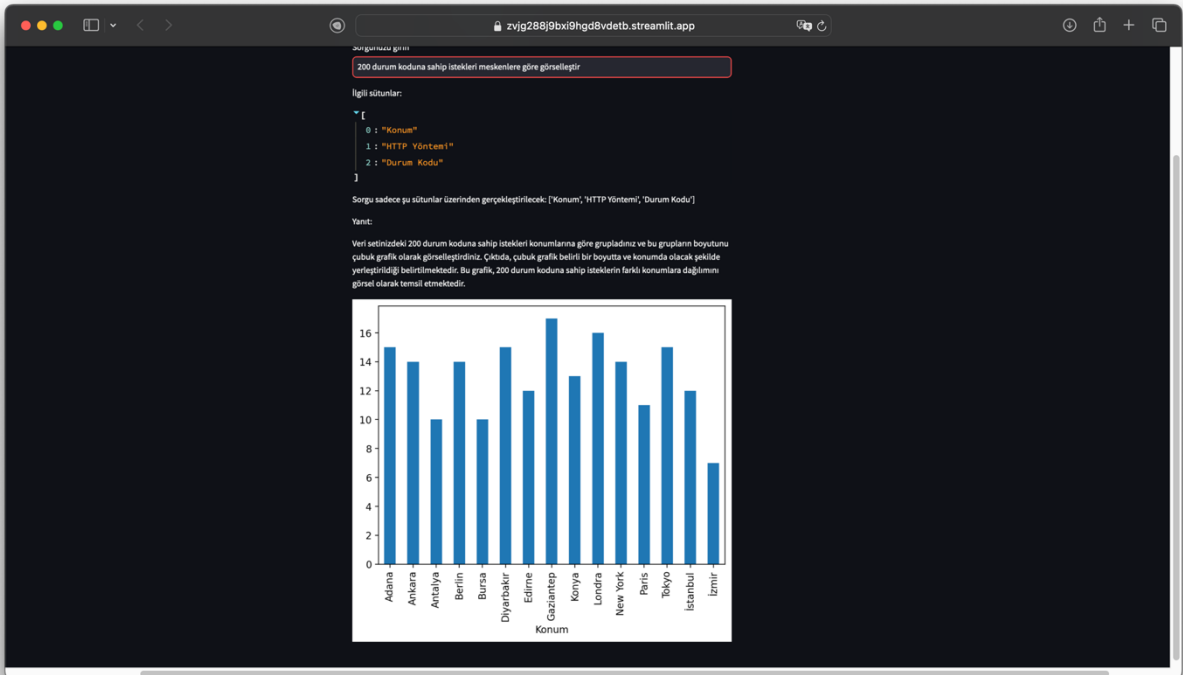 zvjg288j9bxi9hgd8vdetb.streamlit.app
Sorgunuzu girin
200 durum koduna sahip istekleri meskenlere göre görselleştir
İlgili sütunlar:
[
0 : "Konum"
1 : "HTTP Yöntemi"
2 : "Durum Kodu"
]
Sorgu sadece şu sütunlar üzerinden gerçekleştirilecek: ['Konum', 'HTTP Yöntemi', 'Durum Kodu']
Yanıt:
Veri setinizdeki 200 durum koduna sahip istekleri konumlarına göre grupladınız ve bu grupların boyutunu
çubuk grafik olarak görselleştirdiniz. Çıktıda, çubuk grafik belirli bir boyutta ve konumda olacak şekilde
yerleştirildiği belirtilmektedir. Bu grafik, 200 durum koduna sahip isteklerin farklı konumlara dağılımını
görsel olarak temsil etmektedir.
16
14
12
10
8
6
4
2
0
Adana
Ankara
Antalya
Berlin
Bursa
Diyarbakır
Edirne
Gaziantep
Konya
Londra
New York
Paris
Tokyo
İstanbul
İzmir
Konum